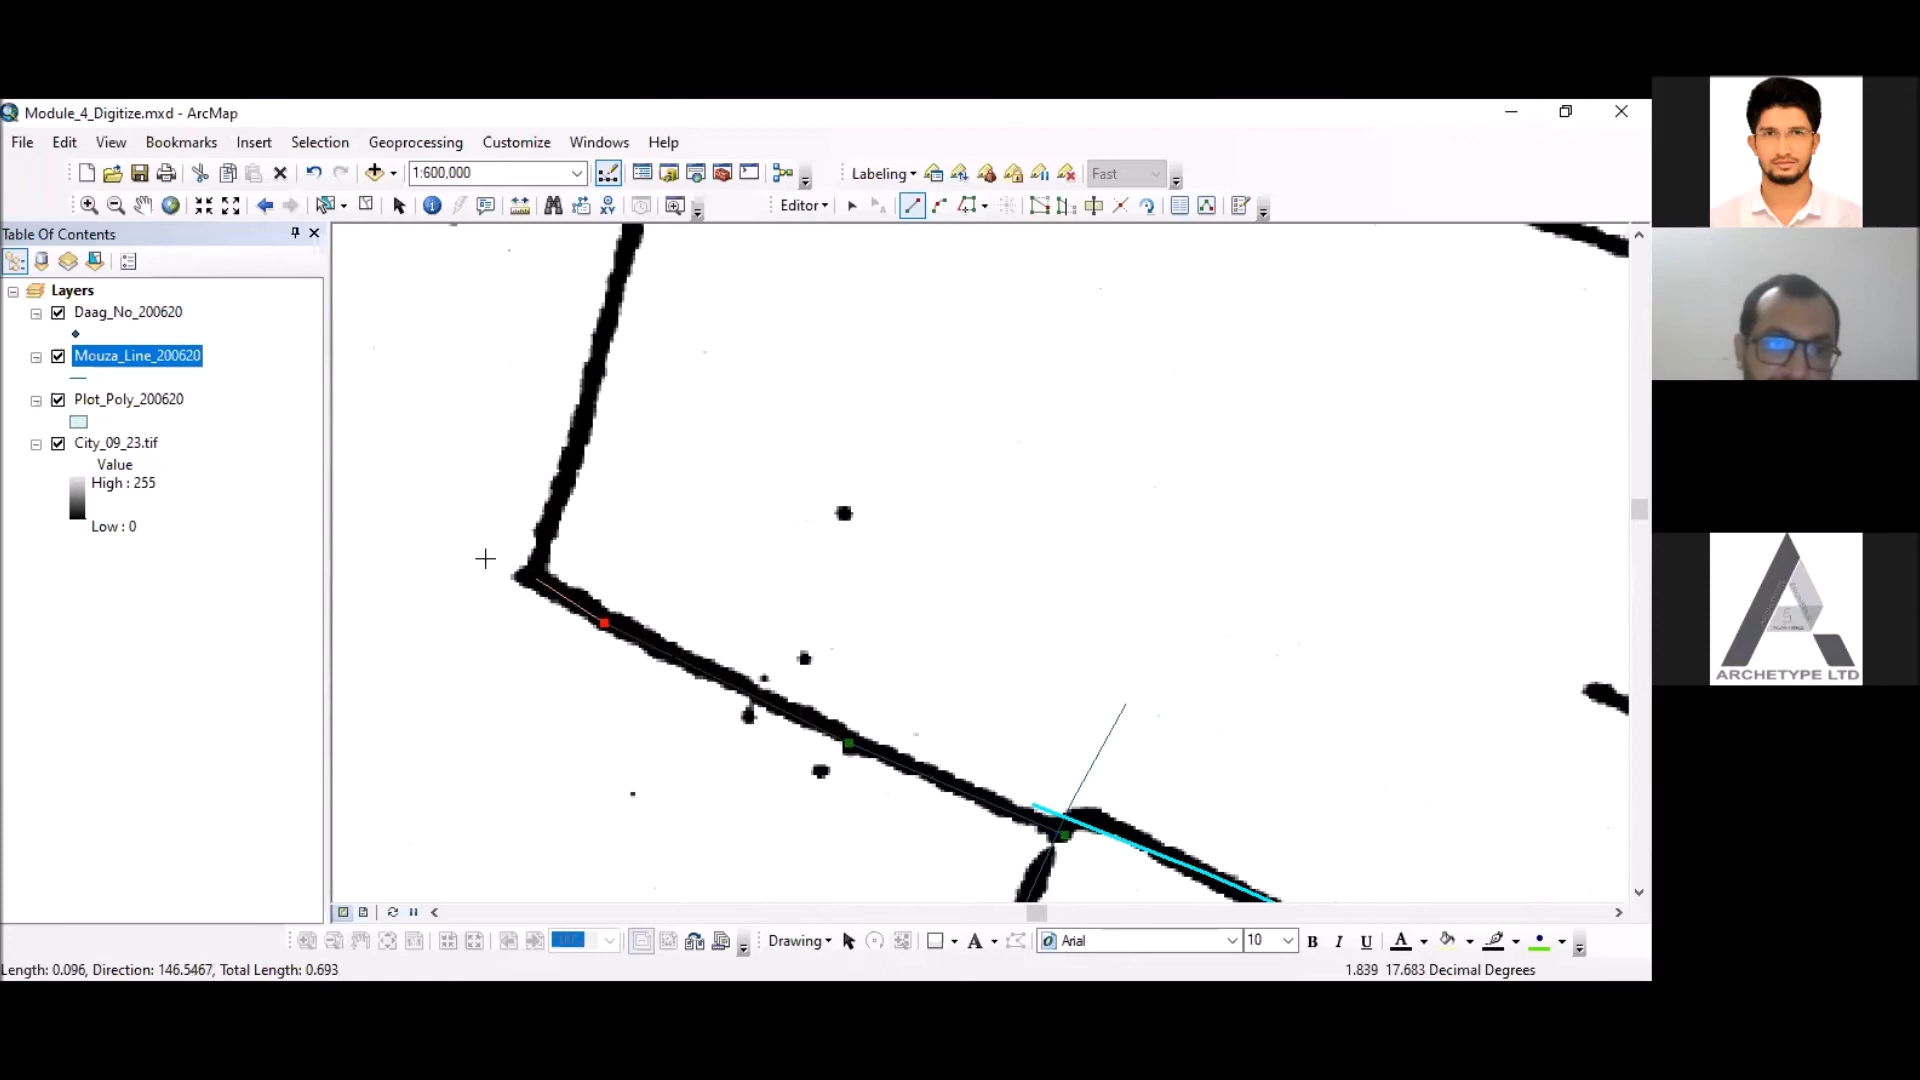 Module_4_Digitize.mxd - ArcMap
File Edit View Bookmarks Insert Selection Geoprocessing Customize Windows Help
1:600,000
Labeling
Fast
Editor
Table Of Contents
Layers
Daag_No_200620
Mouza_Line_200620
Plot_Poly_200620
City_09_23.tif
Value
High : 255
Low : 0
ARCHETYPE LTD
Drawing
A
Arial
10
B I U A
Length: 0.096, Direction: 146.5467, Total Length: 0.693
1.839 17.683 Decimal Degrees